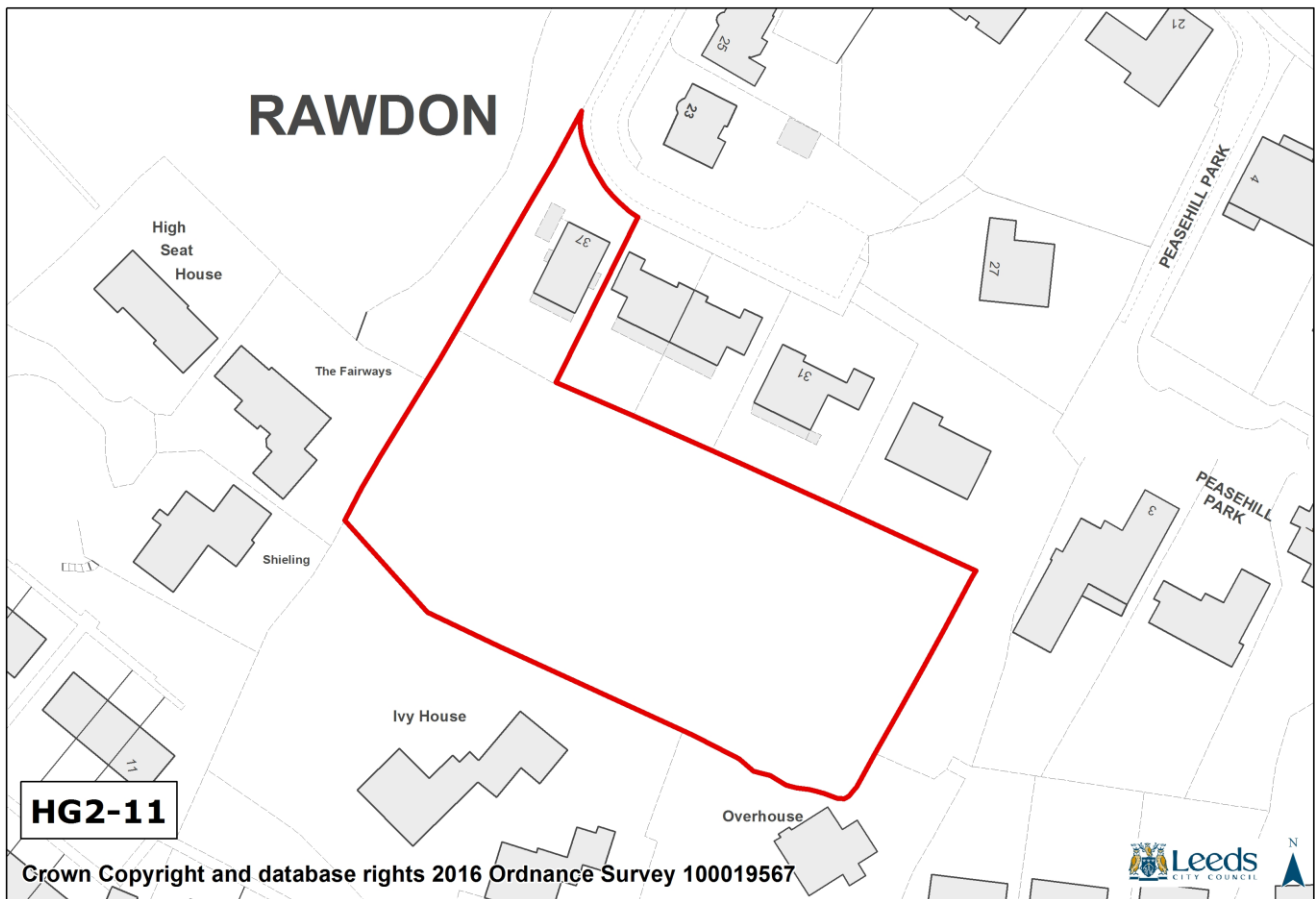 25
21
RAWDON
23
4
PEASEHILL PARK
High
Seat
House
37
27
The Fairways
31
PEASEHILL
PARK
3
Shieling
Ivy House
11
HG2-11
Overhouse
Crown Copyright and database rights 2016 Ordnance Survey 100019567
Leeds
CITY COUNCIL
N